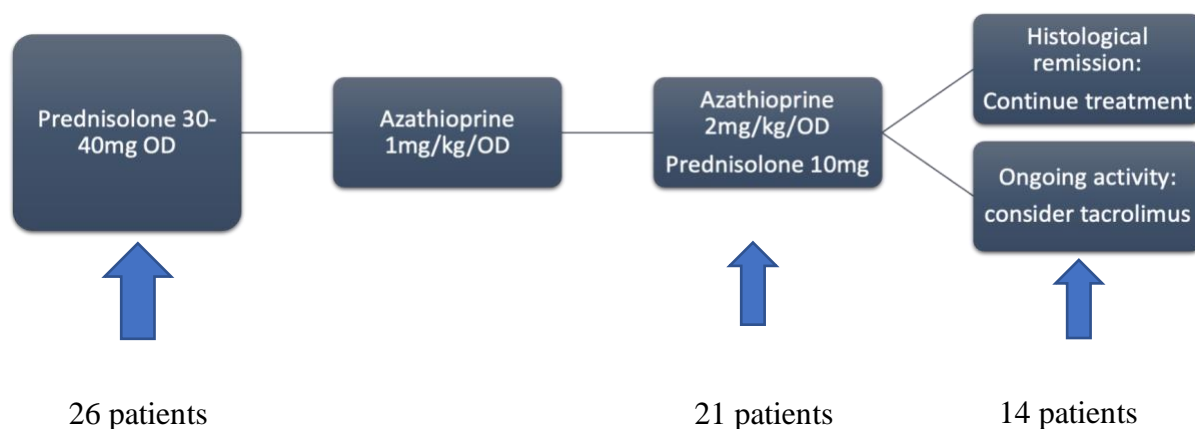 Prednisolone 30-
40mg OD
Azathioprine
1mg/kg/OD
Azathioprine
2mg/kg/OD
Prednisolone 10mg
Histological
remission:
Continue treatment
Ongoing activity:
consider tacrolimus
26 patients
21 patients
14 patients